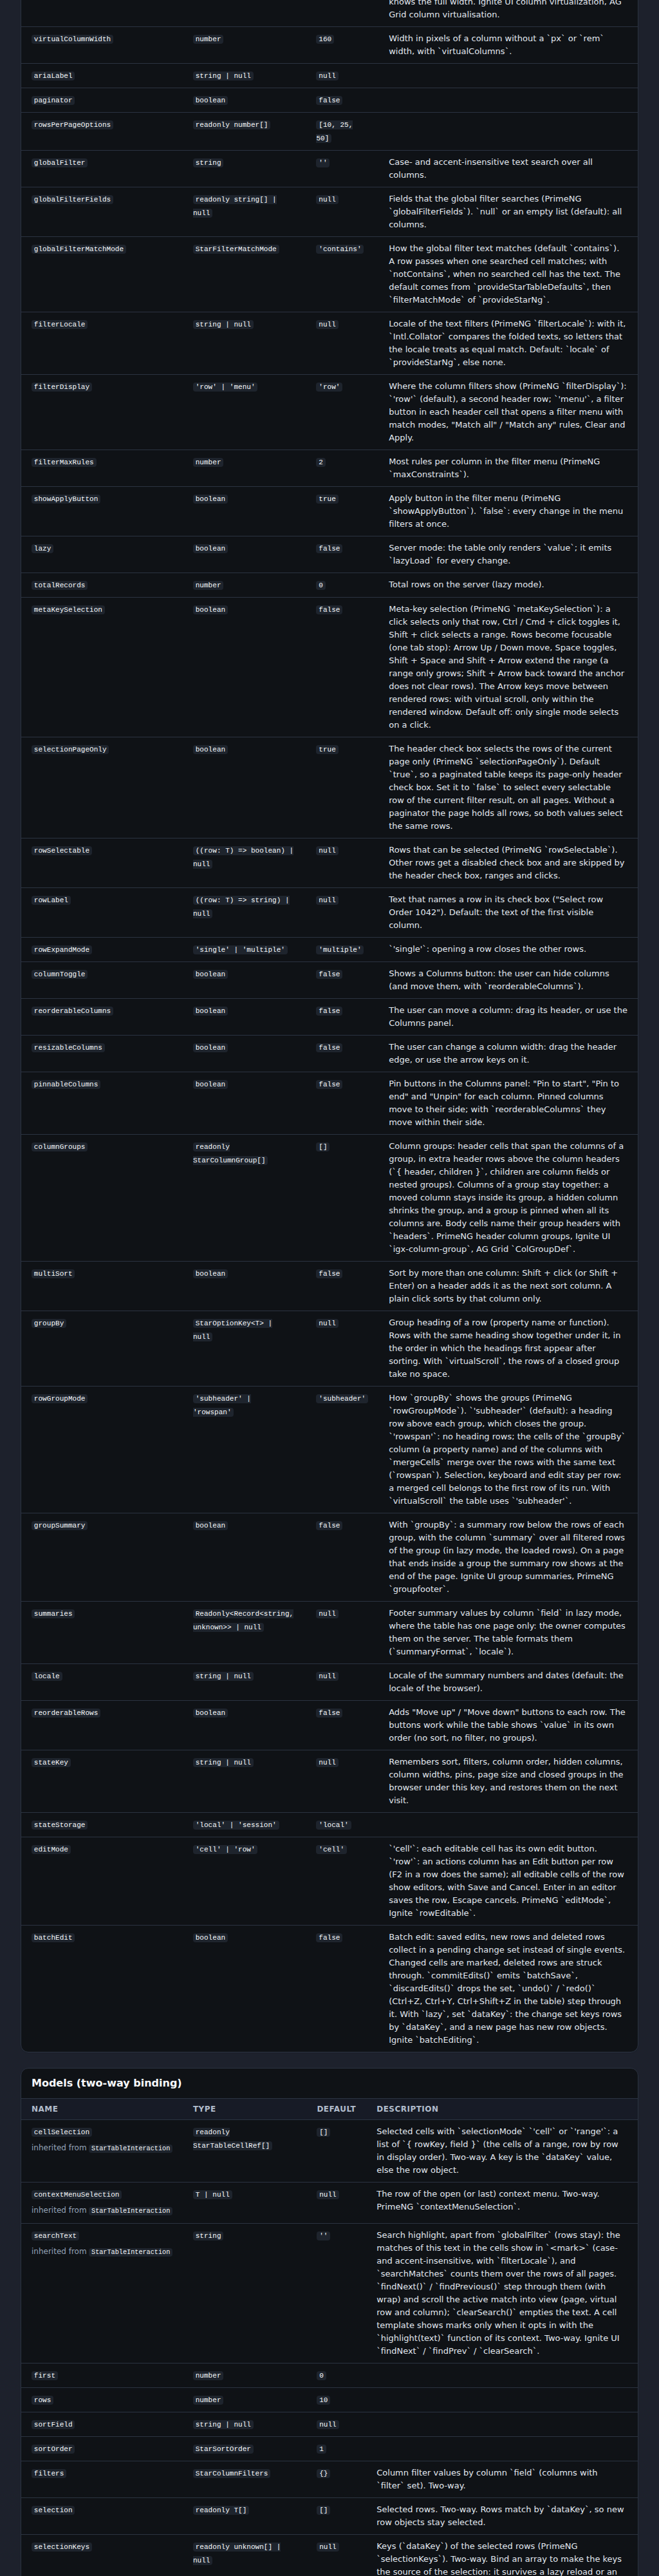 knows the full width. Ignite UI column virtualization, AG
Grid column virtualisation.
virtualColumnWidth number 160 Width in pixels of a column without a `px` or `rem`
width, with `virtualColumns`.
ariaLabel string | null null
paginator boolean false
rowsPerPageOptions readonly number[] [10, 25,
50]
globalFilter string '' Case- and accent-insensitive text search over all
columns.
globalFilterFields readonly string[] | null Fields that the global filter searches (PrimeNG
null `globalFilterFields`). `null` or an empty list (default): all
columns.
globalFilterMatchMode StarFilterMatchMode 'contains' How the global filter text matches (default `contains`).
A row passes when one searched cell matches; with
`notContains`, when no searched cell has the text. The
default comes from `provideStarTableDefaults`, then
`filterMatchMode` of `provideStarNg`.
filterLocale string | null null Locale of the text filters (PrimeNG `filterLocale`): with it,
`Intl.Collator` compares the folded texts, so letters that
the locale treats as equal match. Default: `locale` of
`provideStarNg`, else none.
filterDisplay 'row' | 'menu' 'row' Where the column filters show (PrimeNG `filterDisplay`):
`'row'` (default), a second header row; `'menu'`, a filter
button in each header cell that opens a filter menu with
match modes, "Match all" / "Match any" rules, Clear and
Apply.
filterMaxRules number 2 Most rules per column in the filter menu (PrimeNG
`maxConstraints`).
showApplyButton boolean true Apply button in the filter menu (PrimeNG
`showApplyButton`). `false`: every change in the menu
filters at once.
lazy boolean false Server mode: the table only renders `value`; it emits
`lazyLoad` for every change.
totalRecords number 0 Total rows on the server (lazy mode).
metaKeySelection boolean false Meta-key selection (PrimeNG `metaKeySelection`): a
click selects only that row, Ctrl / Cmd + click toggles it,
Shift + click selects a range. Rows become focusable
(one tab stop): Arrow Up / Down move, Space toggles,
Shift + Space and Shift + Arrow extend the range (a
range only grows; Shift + Arrow back toward the anchor
does not clear rows). The Arrow keys move between
rendered rows: with virtual scroll, only within the
rendered window. Default off: only single mode selects
on a click.
selectionPageOnly boolean true The header check box selects the rows of the current
page only (PrimeNG `selectionPageOnly`). Default
`true`, so a paginated table keeps its page-only header
check box. Set it to `false` to select every selectable
row of the current filter result, on all pages. Without a
paginator the page holds all rows, so both values select
the same rows.
rowSelectable ((row: T) => boolean) | null Rows that can be selected (PrimeNG `rowSelectable`).
null Other rows get a disabled check box and are skipped by
the header check box, ranges and clicks.
rowLabel ((row: T) => string) | null Text that names a row in its check box ("Select row
null Order 1042"). Default: the text of the first visible
column.
rowExpandMode 'single' | 'multiple' 'multiple' `'single'`: opening a row closes the other rows.
columnToggle boolean false Shows a Columns button: the user can hide columns
(and move them, with `reorderableColumns`).
reorderableColumns boolean false The user can move a column: drag its header, or use the
Columns panel.
resizableColumns boolean false The user can change a column width: drag the header
edge, or use the arrow keys on it.
pinnableColumns boolean false Pin buttons in the Columns panel: "Pin to start", "Pin to
end" and "Unpin" for each column. Pinned columns
move to their side; with `reorderableColumns` they
move within their side.
columnGroups readonly [] Column groups: header cells that span the columns of a
StarColumnGroup[] group, in extra header rows above the column headers
(`{ header, children }`, children are column fields or
nested groups). Columns of a group stay together: a
moved column stays inside its group, a hidden column
shrinks the group, and a group is pinned when all its
columns are. Body cells name their group headers with
`headers`. PrimeNG header column groups, Ignite UI
`igx-column-group`, AG Grid `ColGroupDef`.
multiSort boolean false Sort by more than one column: Shift + click (or Shift +
Enter) on a header adds it as the next sort column. A
plain click sorts by that column only.
groupBy StarOptionKey<T> | null Group heading of a row (property name or function).
null Rows with the same heading show together under it, in
the order in which the headings first appear after
sorting. With `virtualScroll`, the rows of a closed group
take no space.
rowGroupMode 'subheader' | 'subheader' How `groupBy` shows the groups (PrimeNG
'rowspan' `rowGroupMode`). `'subheader'` (default): a heading
row above each group, which closes the group.
`'rowspan'`: no heading rows; the cells of the `groupBy`
column (a property name) and of the columns with
`mergeCells` merge over the rows with the same text
(`rowspan`). Selection, keyboard and edit stay per row:
a merged cell belongs to the first row of its run. With
`virtualScroll` the table uses `'subheader'`.
groupSummary boolean false With `groupBy`: a summary row below the rows of each
group, with the column `summary` over all filtered rows
of the group (in lazy mode, the loaded rows). On a page
that ends inside a group the summary row shows at the
end of the page. Ignite UI group summaries, PrimeNG
`groupfooter`.
summaries Readonly<Record<string, null Footer summary values by column `field` in lazy mode,
unknown>> | null where the table has one page only: the owner computes
them on the server. The table formats them
(`summaryFormat`, `locale`).
locale string | null null Locale of the summary numbers and dates (default: the
locale of the browser).
reorderableRows boolean false Adds "Move up" / "Move down" buttons to each row. The
buttons work while the table shows `value` in its own
order (no sort, no filter, no groups).
stateKey string | null null Remembers sort, filters, column order, hidden columns,
column widths, pins, page size and closed groups in the
browser under this key, and restores them on the next
visit.
stateStorage 'local' | 'session' 'local'
editMode 'cell' | 'row' 'cell' `'cell'`: each editable cell has its own edit button.
`'row'`: an actions column has an Edit button per row
(F2 in a row does the same); all editable cells of the row
show editors, with Save and Cancel. Enter in an editor
saves the row, Escape cancels. PrimeNG `editMode`,
Ignite `rowEditable`.
batchEdit boolean false Batch edit: saved edits, new rows and deleted rows
collect in a pending change set instead of single events.
Changed cells are marked, deleted rows are struck
through. `commitEdits()` emits `batchSave`,
`discardEdits()` drops the set, `undo()` / `redo()`
(Ctrl+Z, Ctrl+Y, Ctrl+Shift+Z in the table) step through
it. With `lazy`, set `dataKey`: the change set keys rows
by `dataKey`, and a new page has new row objects.
Ignite `batchEditing`.
Models (two-way binding)
NAME TYPE DEFAULT DESCRIPTION
cellSelection readonly [] Selected cells with `selectionMode` `'cell'` or `'range'`: a
inherited from StarTableInteraction StarTableCellRef[] list of `{ rowKey, field }` (the cells of a range, row by row
in display order). Two-way. A key is the `dataKey` value,
else the row object.
contextMenuSelection T | null null The row of the open (or last) context menu. Two-way.
inherited from StarTableInteraction PrimeNG `contextMenuSelection`.
searchText string '' Search highlight, apart from `globalFilter` (rows stay): the
inherited from StarTableInteraction matches of this text in the cells show in `<mark>` (case-
and accent-insensitive, with `filterLocale`), and
`searchMatches` counts them over the rows of all pages.
`findNext()` / `findPrevious()` step through them (with
wrap) and scroll the active match into view (page, virtual
row and column); `clearSearch()` empties the text. A cell
template shows marks only when it opts in with the
`highlight(text)` function of its context. Two-way. Ignite UI
`findNext` / `findPrev` / `clearSearch`.
first number 0
rows number 10
sortField string | null null
sortOrder StarSortOrder 1
filters StarColumnFilters {} Column filter values by column `field` (columns with
`filter` set). Two-way.
selection readonly T[] [] Selected rows. Two-way. Rows match by `dataKey`, so new
row objects stay selected.
selectionKeys readonly unknown[] | null Keys (`dataKey`) of the selected rows (PrimeNG
null `selectionKeys`). Two-way. Bind an array to make the keys
the source of the selection: it survives a lazy reload or an